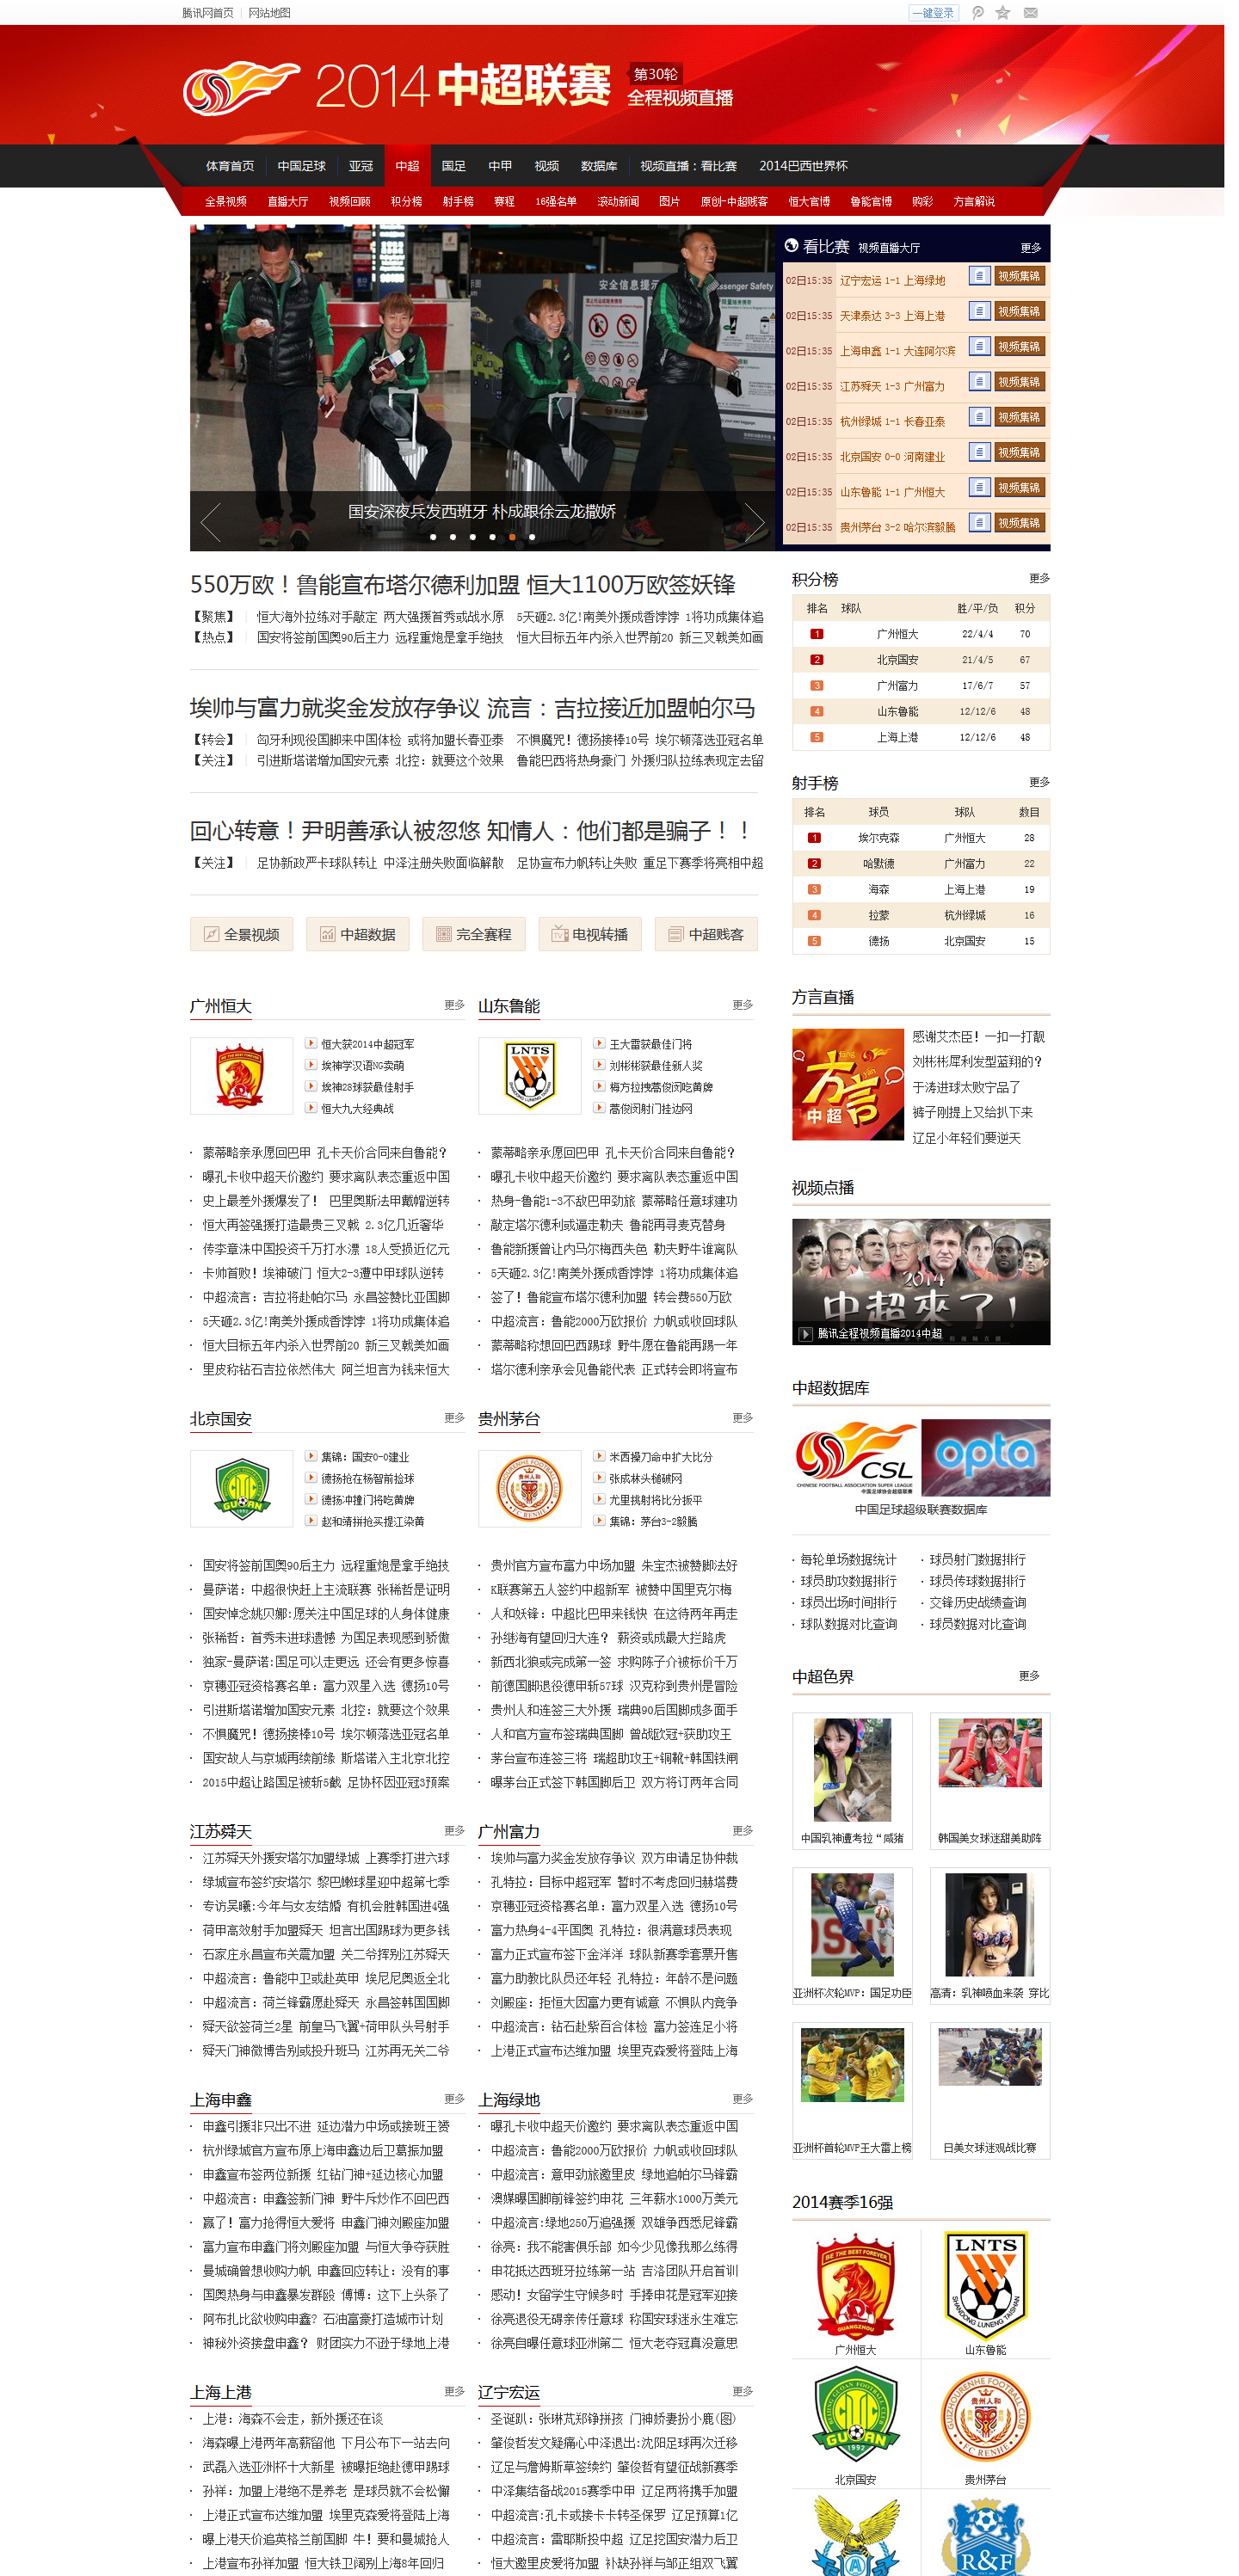 腾讯网首页 网站地图 一键登录
2014 中超联赛 第30轮 全程视频直播
体育首页 中国足球 亚冠 中超 国足 中甲 视频 数据库 视频直播：看比赛 2014巴西世界杯
全景视频 直播大厅 视频回顾 积分榜 射手榜 赛程 16强名单 滚动新闻 图片 原创-中超贱客 恒大官博 鲁能官博 购彩 方言解说
国安深夜兵发西班牙 朴成跟徐云龙撒娇
看比赛 视频直播大厅 更多
02日15:35 辽宁宏运 1-1 上海绿地 视频集锦
02日15:35 天津泰达 3-3 上海上港 视频集锦
02日15:35 上海申鑫 1-1 大连阿尔滨 视频集锦
02日15:35 江苏舜天 1-3 广州富力 视频集锦
02日15:35 杭州绿城 1-1 长春亚泰 视频集锦
02日15:35 北京国安 0-0 河南建业 视频集锦
02日15:35 山东鲁能 1-1 广州恒大 视频集锦
02日15:35 贵州茅台 3-2 哈尔滨毅腾 视频集锦
550万欧！鲁能宣布塔尔德利加盟 恒大1100万欧签妖锋
【聚焦】 恒大海外拉练对手敲定 两大强援首秀或战水原 5天砸2.3亿!南美外援成香饽饽 1将功成集体追
【热点】 国安将签前国奥90后主力 远程重炮是拿手绝技 恒大目标五年内杀入世界前20 新三叉戟美如画
埃帅与富力就奖金发放存争议 流言：吉拉接近加盟帕尔马
【转会】 匈牙利现役国脚来中国体检 或将加盟长春亚泰 不惧魔咒！德扬接棒10号 埃尔顿落选亚冠名单
【关注】 引进斯塔诺增加国安元素 北控：就要这个效果 鲁能巴西将热身豪门 外援归队拉练表现定去留
回心转意！尹明善承认被忽悠 知情人：他们都是骗子！！
【关注】 足协新政严卡球队转让 中泽注册失败面临解散 足协宣布力帆转让失败 重足下赛季将亮相中超
全景视频 中超数据 完全赛程 电视转播 中超贱客
积分榜 更多
排名 球队 胜/平/负 积分
1 广州恒大 22/4/4 70
2 北京国安 21/4/5 67
3 广州富力 17/6/7 57
4 山东鲁能 12/12/6 48
5 上海上港 12/12/6 48
射手榜 更多
排名 球员 球队 数目
1 埃尔克森 广州恒大 28
2 哈默德 广州富力 22
3 海森 上海上港 19
4 拉蒙 杭州绿城 16
5 德扬 北京国安 15
广州恒大 更多
恒大获2014中超冠军
埃神学汉语NG卖萌
埃神28球获最佳射手
恒大九大经典战
蒙蒂略亲承愿回巴甲 孔卡天价合同来自鲁能？
曝孔卡收中超天价邀约 要求离队表态重返中国
史上最差外援爆发了！ 巴里奥斯法甲戴帽逆转
恒大再签强援打造最贵三叉戟 2.3亿几近奢华
传李章洙中国投资千万打水漂 18人受损近亿元
卡帅首败！埃神破门 恒大2-3遭中甲球队逆转
中超流言：吉拉将赴帕尔马 永昌签赞比亚国脚
5天砸2.3亿!南美外援成香饽饽 1将功成集体追
恒大目标五年内杀入世界前20 新三叉戟美如画
里皮称钻石吉拉依然伟大 阿兰坦言为钱来恒大
山东鲁能 更多
王大雷获最佳门将
刘彬彬获最佳新人奖
梅方拉拽蒿俊闵吃黄牌
蒿俊闵射门挂边网
蒙蒂略亲承愿回巴甲 孔卡天价合同来自鲁能？
曝孔卡收中超天价邀约 要求离队表态重返中国
热身-鲁能1-3不敌巴甲劲旅 蒙蒂略任意球建功
敲定塔尔德利或逼走勒夫 鲁能再寻麦克替身
鲁能新援曾让内马尔梅西失色 勒夫野牛谁离队
5天砸2.3亿!南美外援成香饽饽 1将功成集体追
签了！鲁能宣布塔尔德利加盟 转会费550万欧
中超流言：鲁能2000万欧报价 力帆或收回球队
蒙蒂略称想回巴西踢球 野牛愿在鲁能再踢一年
塔尔德利亲承会见鲁能代表 正式转会即将宣布
方言直播
方言 中超
感谢艾杰臣！一扣一打靓
刘彬彬犀利发型蓝翔的？
于涛进球太败宁品了
裤子刚提上又给扒下来
辽足小年轻们要逆天
视频点播
2014 中超来了!
腾讯全程视频直播2014中超
中超数据库
CSL opta
中国足球超级联赛数据库
每轮单场数据统计 球员射门数据排行
球员助攻数据排行 球员传球数据排行
球员出场时间排行 交锋历史战绩查询
球队数据对比查询 球员数据对比查询
北京国安 更多
集锦：国安0-0建业
德扬抢在杨智前捡球
德扬冲撞门将吃黄牌
赵和靖拼抢买提江染黄
国安将签前国奥90后主力 远程重炮是拿手绝技
曼萨诺：中超很快赶上主流联赛 张稀哲是证明
国安悼念姚贝娜:愿关注中国足球的人身体健康
张稀哲：首秀未进球遗憾 为国足表现感到骄傲
独家-曼萨诺:国足可以走更远 还会有更多惊喜
京穗亚冠资格赛名单：富力双星入选 德扬10号
引进斯塔诺增加国安元素 北控：就要这个效果
不惧魔咒！德扬接棒10号 埃尔顿落选亚冠名单
国安故人与京城再续前缘 斯塔诺入主北京北控
2015中超让路国足被斩5截 足协杯因亚冠3预案
贵州茅台 更多
米西操刀命中扩大比分
张成林头槌破网
尤里挑射将比分扳平
集锦：茅台3-2毅腾
贵州官方宣布富力中场加盟 朱宝杰被赞脚法好
K联赛第五人签约中超新军 被赞中国里克尔梅
人和妖锋：中超比巴甲来钱快 在这待两年再走
孙继海有望回归大连？ 薪资或成最大拦路虎
新西北狼或完成第一签 求购陈子介被标价千万
前德国脚退役德甲斩57球 汉克称到贵州是冒险
贵州人和连签三大外援 瑞典90后国脚成多面手
人和官方宣布签瑞典国脚 曾战欧冠+获助攻王
茅台宣布连签三将 瑞超助攻王+铜靴+韩国铁闸
曝茅台正式签下韩国脚后卫 双方将订两年合同
中超色界 更多
中国乳神遭考拉“咸猪 韩国美女球迷甜美助阵
亚洲杯次轮MVP：国足功臣 高清：乳神喷血来袭 穿比
亚洲杯首轮MVP王大雷上榜 日美女球迷观战比赛
江苏舜天 更多
江苏舜天外援安塔尔加盟绿城 上赛季打进六球
绿城宣布签约安塔尔 黎巴嫩球星迎中超第七季
专访吴曦:今年与女友结婚 有机会胜韩国进4强
荷甲高效射手加盟舜天 坦言出国踢球为更多钱
石家庄永昌宣布关震加盟 关二爷挥别江苏舜天
中超流言：鲁能中卫或赴英甲 埃尼尼奥返全北
中超流言：荷兰锋霸愿赴舜天 永昌签韩国国脚
舜天欲签荷兰2星 前皇马飞翼+荷甲队头号射手
舜天门神微博告别或投升班马 江苏再无关二爷
广州富力 更多
埃帅与富力奖金发放存争议 双方申请足协仲裁
孔特拉：目标中超冠军 暂时不考虑回归赫塔费
京穗亚冠资格赛名单：富力双星入选 德扬10号
富力热身4-4平国奥 孔特拉：很满意球员表现
富力正式宣布签下金洋洋 球队新赛季套票开售
富力助教比队员还年轻 孔特拉：年龄不是问题
刘殿座：拒恒大因富力更有诚意 不惧队内竞争
中超流言：钻石赴紫百合体检 富力签连足小将
上港正式宣布达维加盟 埃里克森爱将登陆上海
上海申鑫 更多
申鑫引援非只出不进 延边潜力中场或接班王赟
杭州绿城官方宣布原上海申鑫边后卫葛振加盟
申鑫宣布签两位新援 红钻门神+延边核心加盟
中超流言：申鑫签新门神 野牛斥炒作不回巴西
赢了！富力抢得恒大爱将 申鑫门神刘殿座加盟
富力宣布申鑫门将刘殿座加盟 与恒大争夺获胜
曼城确曾想收购力帆 申鑫回应转让：没有的事
国奥热身与申鑫暴发群殴 傅博：这下上头条了
阿布扎比欲收购申鑫？石油富豪打造城市计划
神秘外资接盘申鑫？ 财团实力不逊于绿地上港
上海绿地 更多
曝孔卡收中超天价邀约 要求离队表态重返中国
中超流言：鲁能2000万欧报价 力帆或收回球队
中超流言：意甲劲旅邀里皮 绿地追帕尔马锋霸
澳媒曝国脚前锋签约申花 三年薪水1000万美元
中超流言:绿地250万追强援 双雄争西悉尼锋霸
徐亮：我不能害俱乐部 如今少见像我那么练得
申花抵达西班牙拉练第一站 吉洛团队开启首训
感动！女留学生守候多时 手捧申花是冠军迎接
徐亮退役无碍亲传任意球 称国安球迷永生难忘
徐亮自曝任意球亚洲第二 恒大老夺冠真没意思
2014赛季16强
广州恒大 山东鲁能
北京国安 贵州茅台
R&F
上海上港 更多
上港：海森不会走，新外援还在谈
海森曝上港两年高薪留他 下月公布下一站去向
武磊入选亚洲杯十大新星 被曝拒绝赴德甲踢球
孙祥：加盟上港绝不是养老 是球员就不会松懈
上港正式宣布达维加盟 埃里克森爱将登陆上海
曝上港天价追英格兰前国脚 牛！要和曼城抢人
上港宣布孙祥加盟 恒大铁卫阔别上海8年回归
辽宁宏运 更多
圣诞趴：张琳芃郑铮拼孩 门神娇妻扮小鹿(图)
肇俊哲发文疑痛心中泽退出:沈阳足球再次迁移
辽足与詹姆斯草签续约 肇俊哲有望征战新赛季
中泽集结备战2015赛季中甲 辽足两将携手加盟
中超流言:孔卡或接卡卡转圣保罗 辽足预算1亿
中超流言：雷耶斯投中超 辽足挖国安潜力后卫
恒大邀里皮爱将加盟 补缺孙祥与邹正组双飞翼